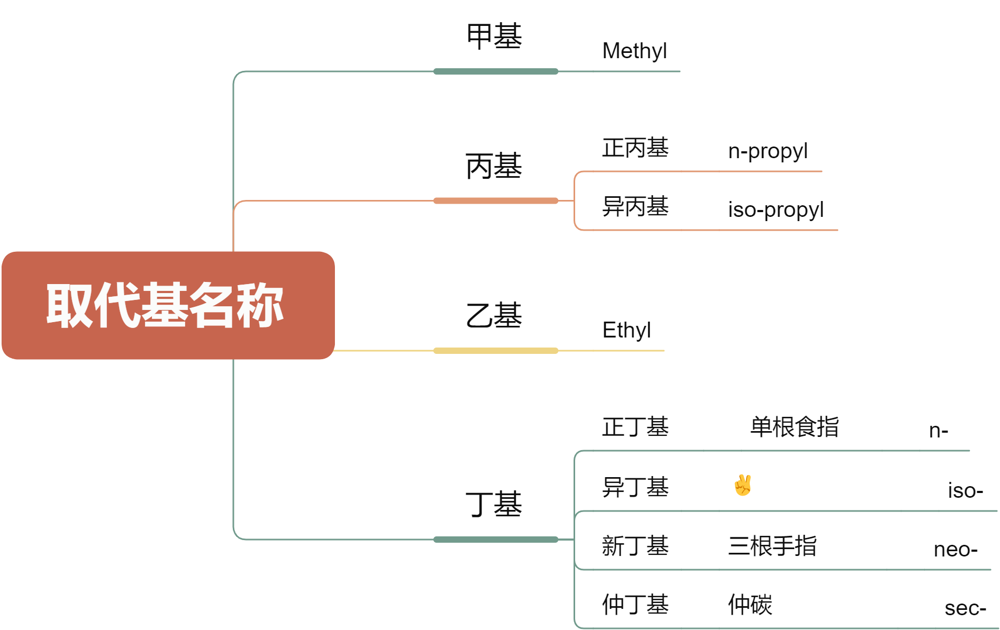 取代基名称
甲基
Methyl
丙基
正丙基
n-propyl
异丙基
iso-propyl
乙基
Ethyl
丁基
正丁基
单根食指
n-
异丁基
✌
iso-
新丁基
三根手指
neo-
仲丁基
仲碳
sec-